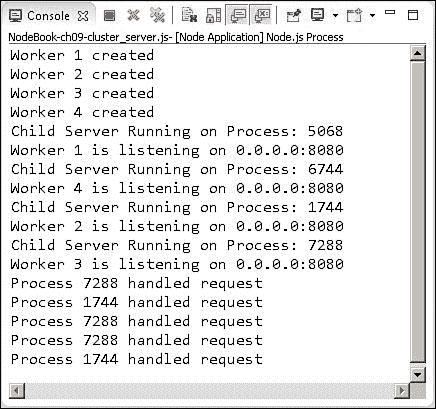 Console
NodeBook-ch09-cluster_server.js- [Node Application] Node.js Process
Worker 1 created
Worker 2 created
Worker 3 created
Worker 4 created
Child Server Running on Process: 5068
Worker 1 is listening on 0.0.0.0:8080
Child Server Running on Process: 6744
Worker 4 is listening on 0.0.0.0:8080
Child Server Running on Process: 1744
Worker 2 is listening on 0.0.0.0:8080
Child Server Running on Process: 7288
Worker 3 is listening on 0.0.0.0:8080
Process 7288 handled request
Process 1744 handled request
Process 7288 handled request
Process 7288 handled request
Process 1744 handled request